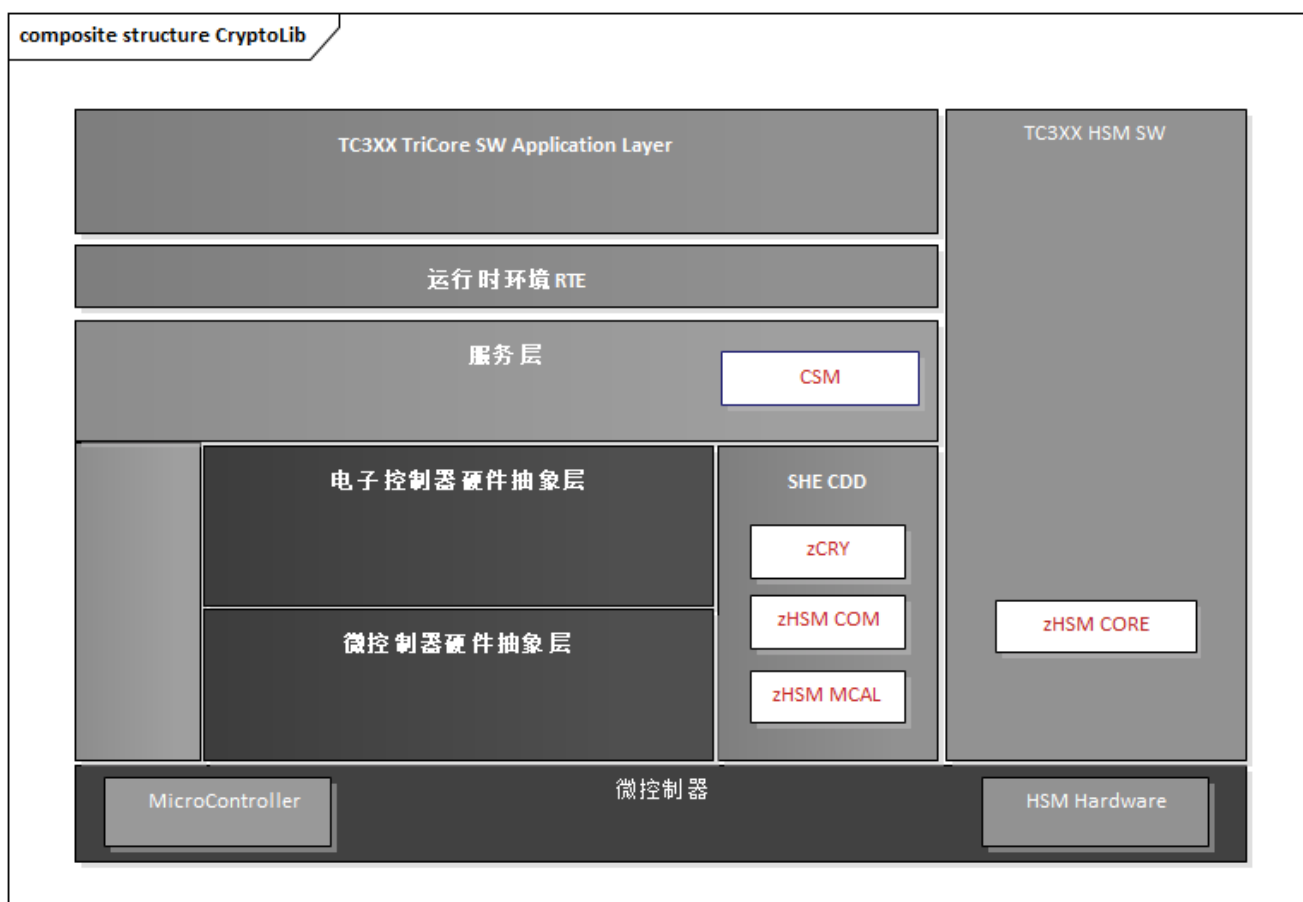 composite structure CryptoLib
TC3XX TriCore SW Application Layer
TC3XX HSM SW
运行时环境RTE
服务层
CSM
电子控制器硬件抽象层
SHE CDD
zCRY
zHSM COM
zHSM CORE
微控制器硬件抽象层
zHSM MCAL
微控制器
MicroController
HSM Hardware